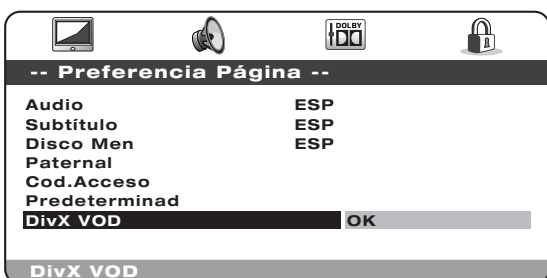 DOLBY
-- Preferencia Página --
Audio ESP
Subtítulo ESP
Disco Men ESP
Paternal
Cod.Acceso
Predeterminad
DivX VOD OK
DivX VOD